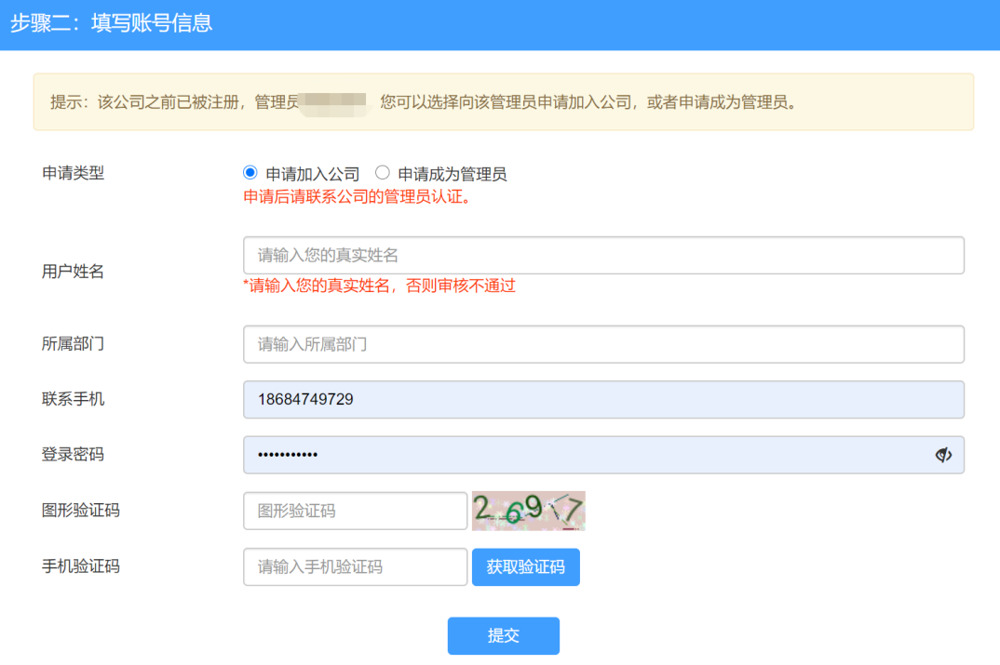 步骤二：填写账号信息
提示：该公司之前已被注册，管理员 您可以选择向该管理员申请加入公司，或者申请成为管理员。
申请类型
申请加入公司 申请成为管理员
申请后请联系公司的管理员认证。
用户姓名
请输入您的真实姓名
*请输入您的真实姓名，否则审核不通过
所属部门
请输入所属部门
联系手机
18684749729
登录密码
•••••••••••
图形验证码
图形验证码
2697
手机验证码
请输入手机验证码
获取验证码
提交